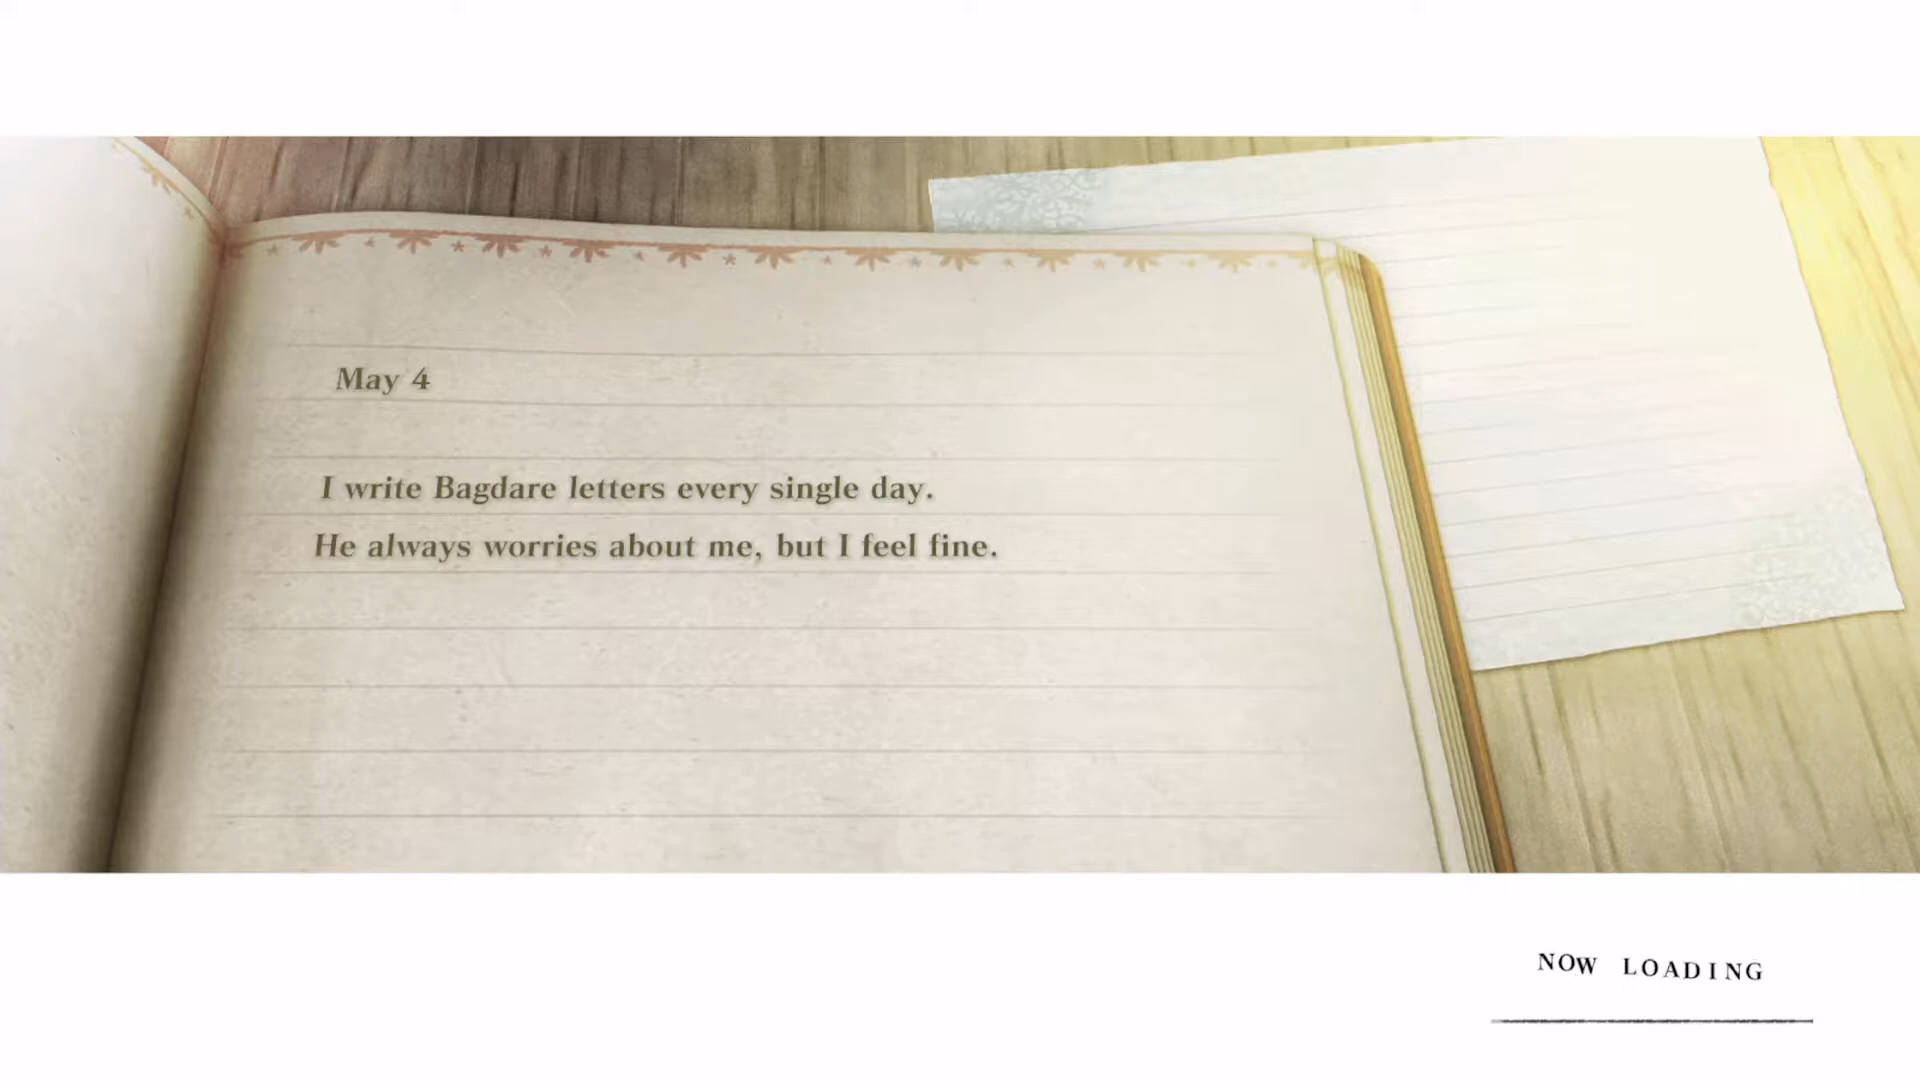 May 4
I write Bagdare letters every single day.
He always worries about me, but I feel fine.
NOW LOADING